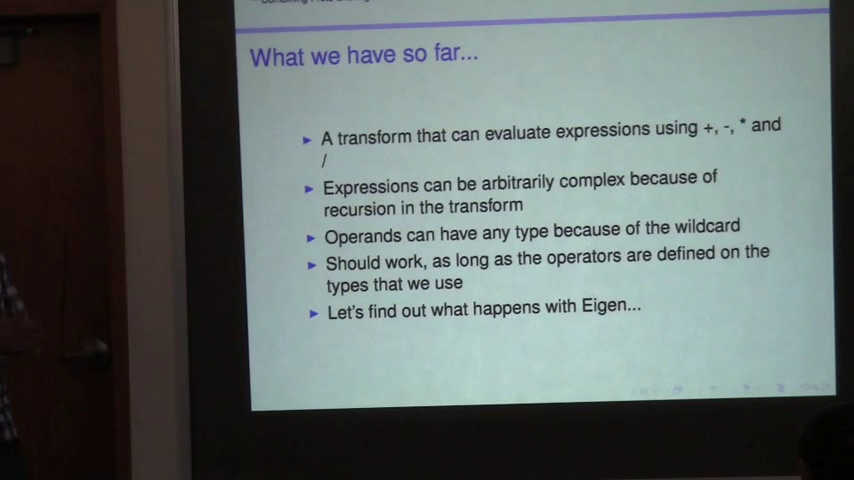 What we have so far...
A transform that can evaluate expressions using +, -, * and
/
Expressions can be arbitrarily complex because of
recursion in the transform
Operands can have any type because of the wildcard
Should work, as long as the operators are defined on the
types that we use
Let's find out what happens with Eigen...